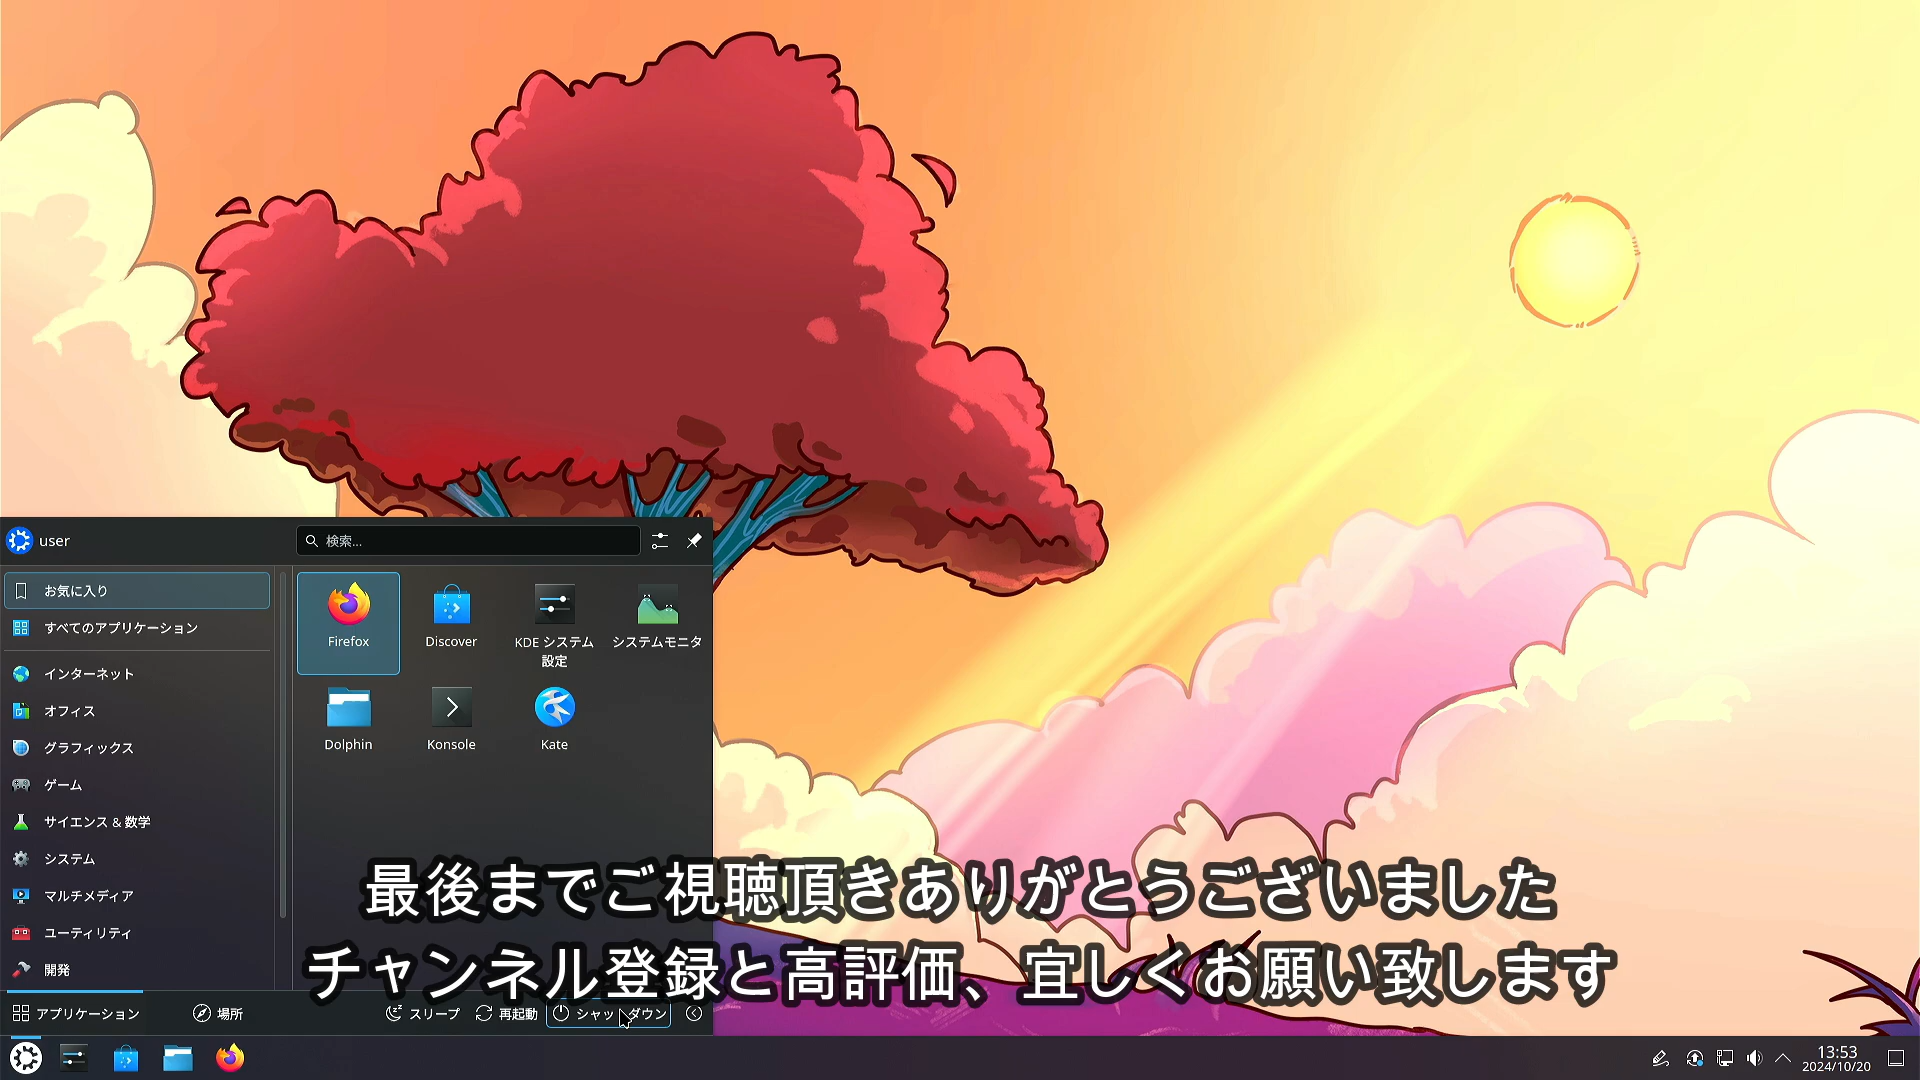 user
検索...
お気に入り
すべてのアプリケーション
インターネット
オフィス
グラフィックス
ゲーム
サイエンス & 数学
システム
マルチメディア
ユーティリティ
開発
Firefox
Discover
KDE システム
設定
システムモニタ
Dolphin
Konsole
Kate
最後までご視聴頂きありがとうございました
チャンネル登録と高評価、宜しくお願い致します
アプリケーション
場所
スリープ
再起動
シャットダウン
13:53
2024/10/20